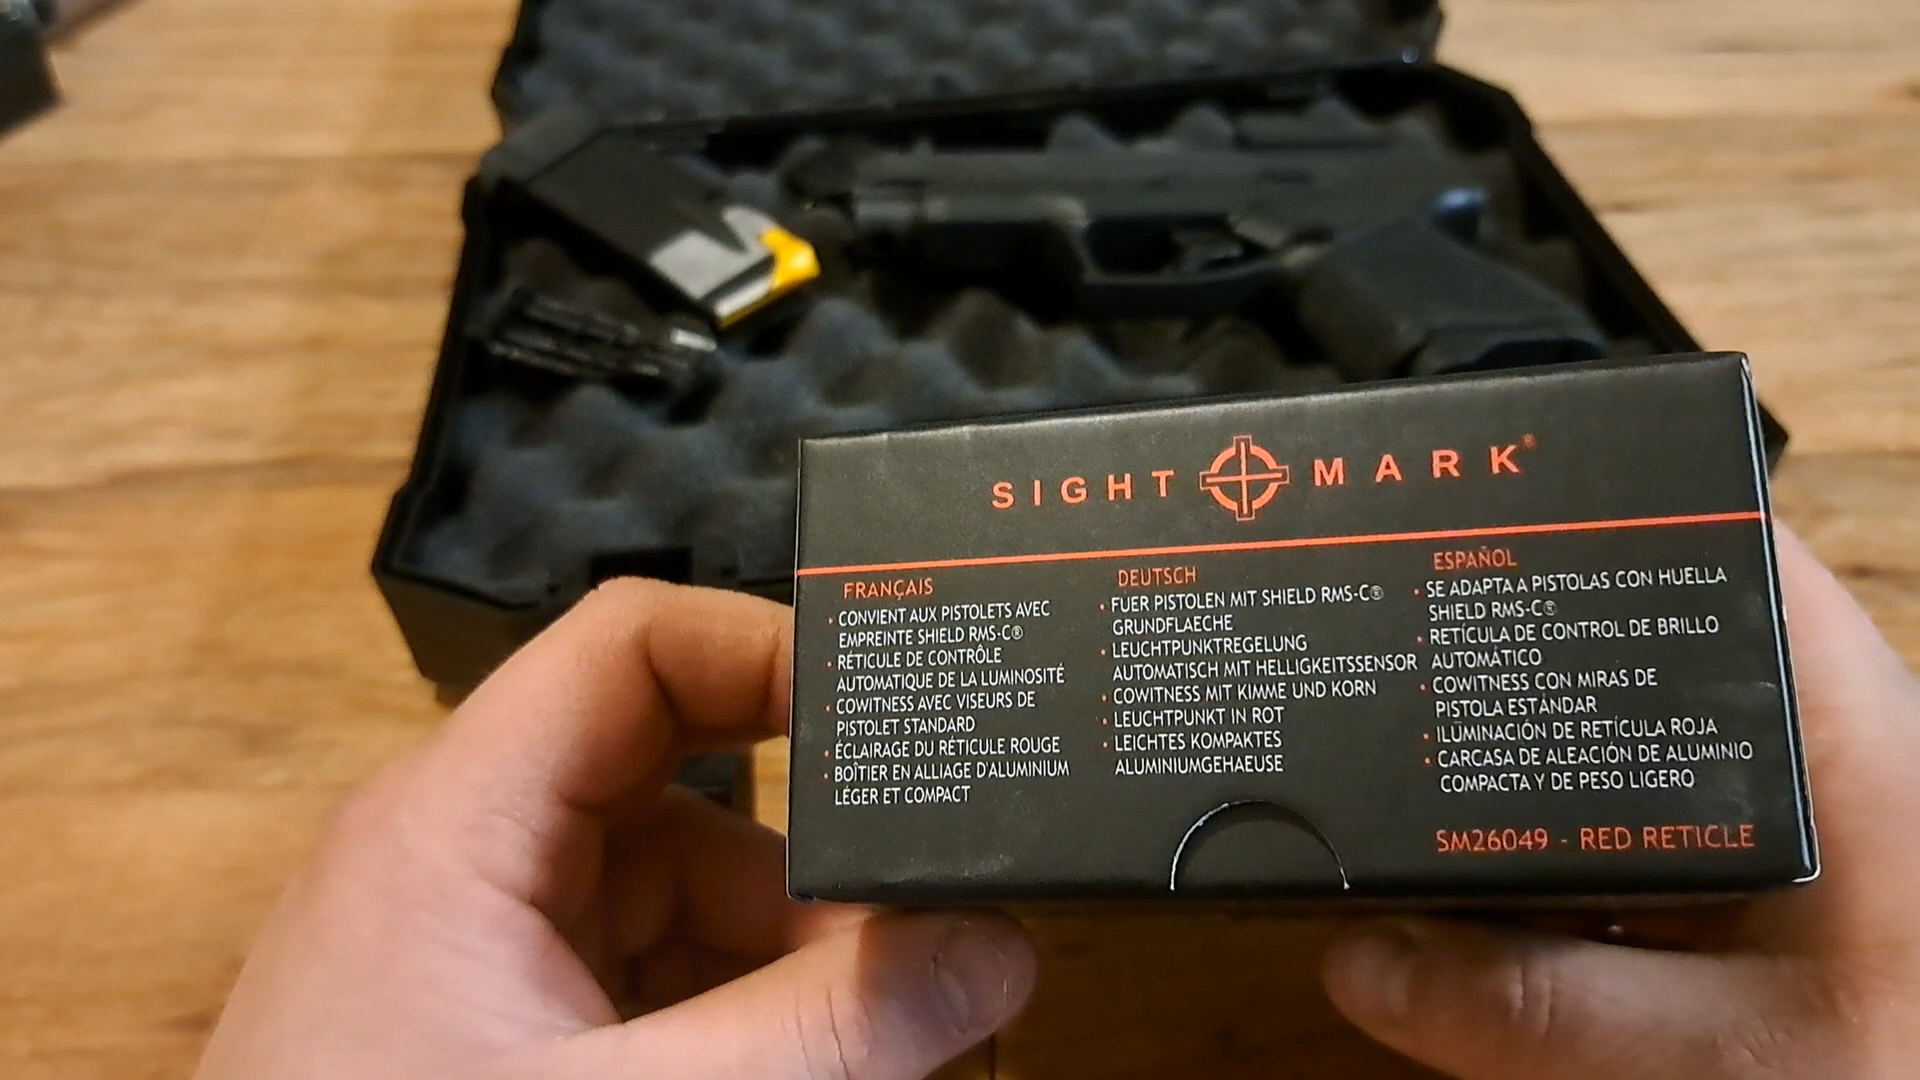 SIGHT MARK®
FRANÇAIS
• CONVIENT AUX PISTOLETS AVEC
EMPREINTE SHIELD RMS-C®
• RÉTICULE DE CONTRÔLE
AUTOMATIQUE DE LA LUMINOSITÉ
• COWITNESS AVEC VISEURS DE
PISTOLET STANDARD
• ÉCLAIRAGE DU RÉTICULE ROUGE
• BOÎTIER EN ALLIAGE D'ALUMINIUM
LÉGER ET COMPACT
DEUTSCH
• FUER PISTOLEN MIT SHIELD RMS-C®
GRUNDFLAECHE
• LEUCHTPUNKTREGELUNG
AUTOMATISCH MIT HELLIGKEITSSENSOR
• COWITNESS MIT KIMME UND KORN
• LEUCHTPUNKT IN ROT
• LEICHTES KOMPAKTES
ALUMINIUMGEHAEUSE
ESPAÑOL
• SE ADAPTA A PISTOLAS CON HUELLA
SHIELD RMS-C®
• RETÍCULA DE CONTROL DE BRILLO
AUTOMÁTICO
• COWITNESS CON MIRAS DE
PISTOLA ESTÁNDAR
• ILUMINACIÓN DE RETÍCULA ROJA
• CARCASA DE ALEACIÓN DE ALUMINIO
COMPACTA Y DE PESO LIGERO
SM26049 - RED RETICLE